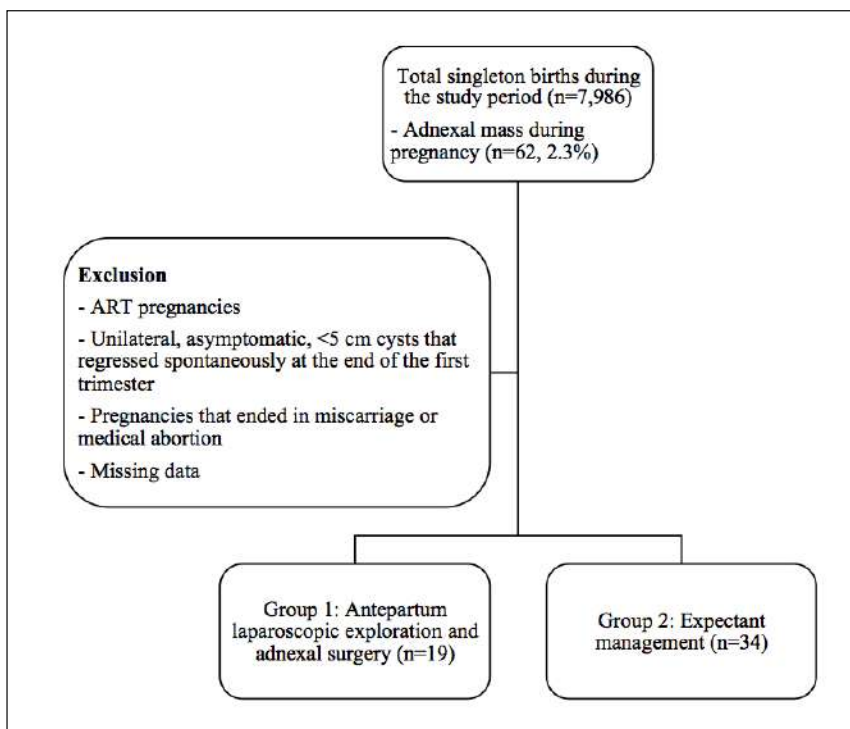 Total singleton births during
the study period (n=7,986)
- Adnexal mass during
pregnancy (n=62, 2.3%)
Exclusion
- ART pregnancies
- Unilateral, asymptomatic, <5 cm cysts that
regressed spontaneously at the end of the first
trimester
- Pregnancies that ended in miscarriage or
medical abortion
- Missing data
Group 1: Antepartum
laparoscopic exploration and
adnexal surgery (n=19)
Group 2: Expectant
management (n=34)